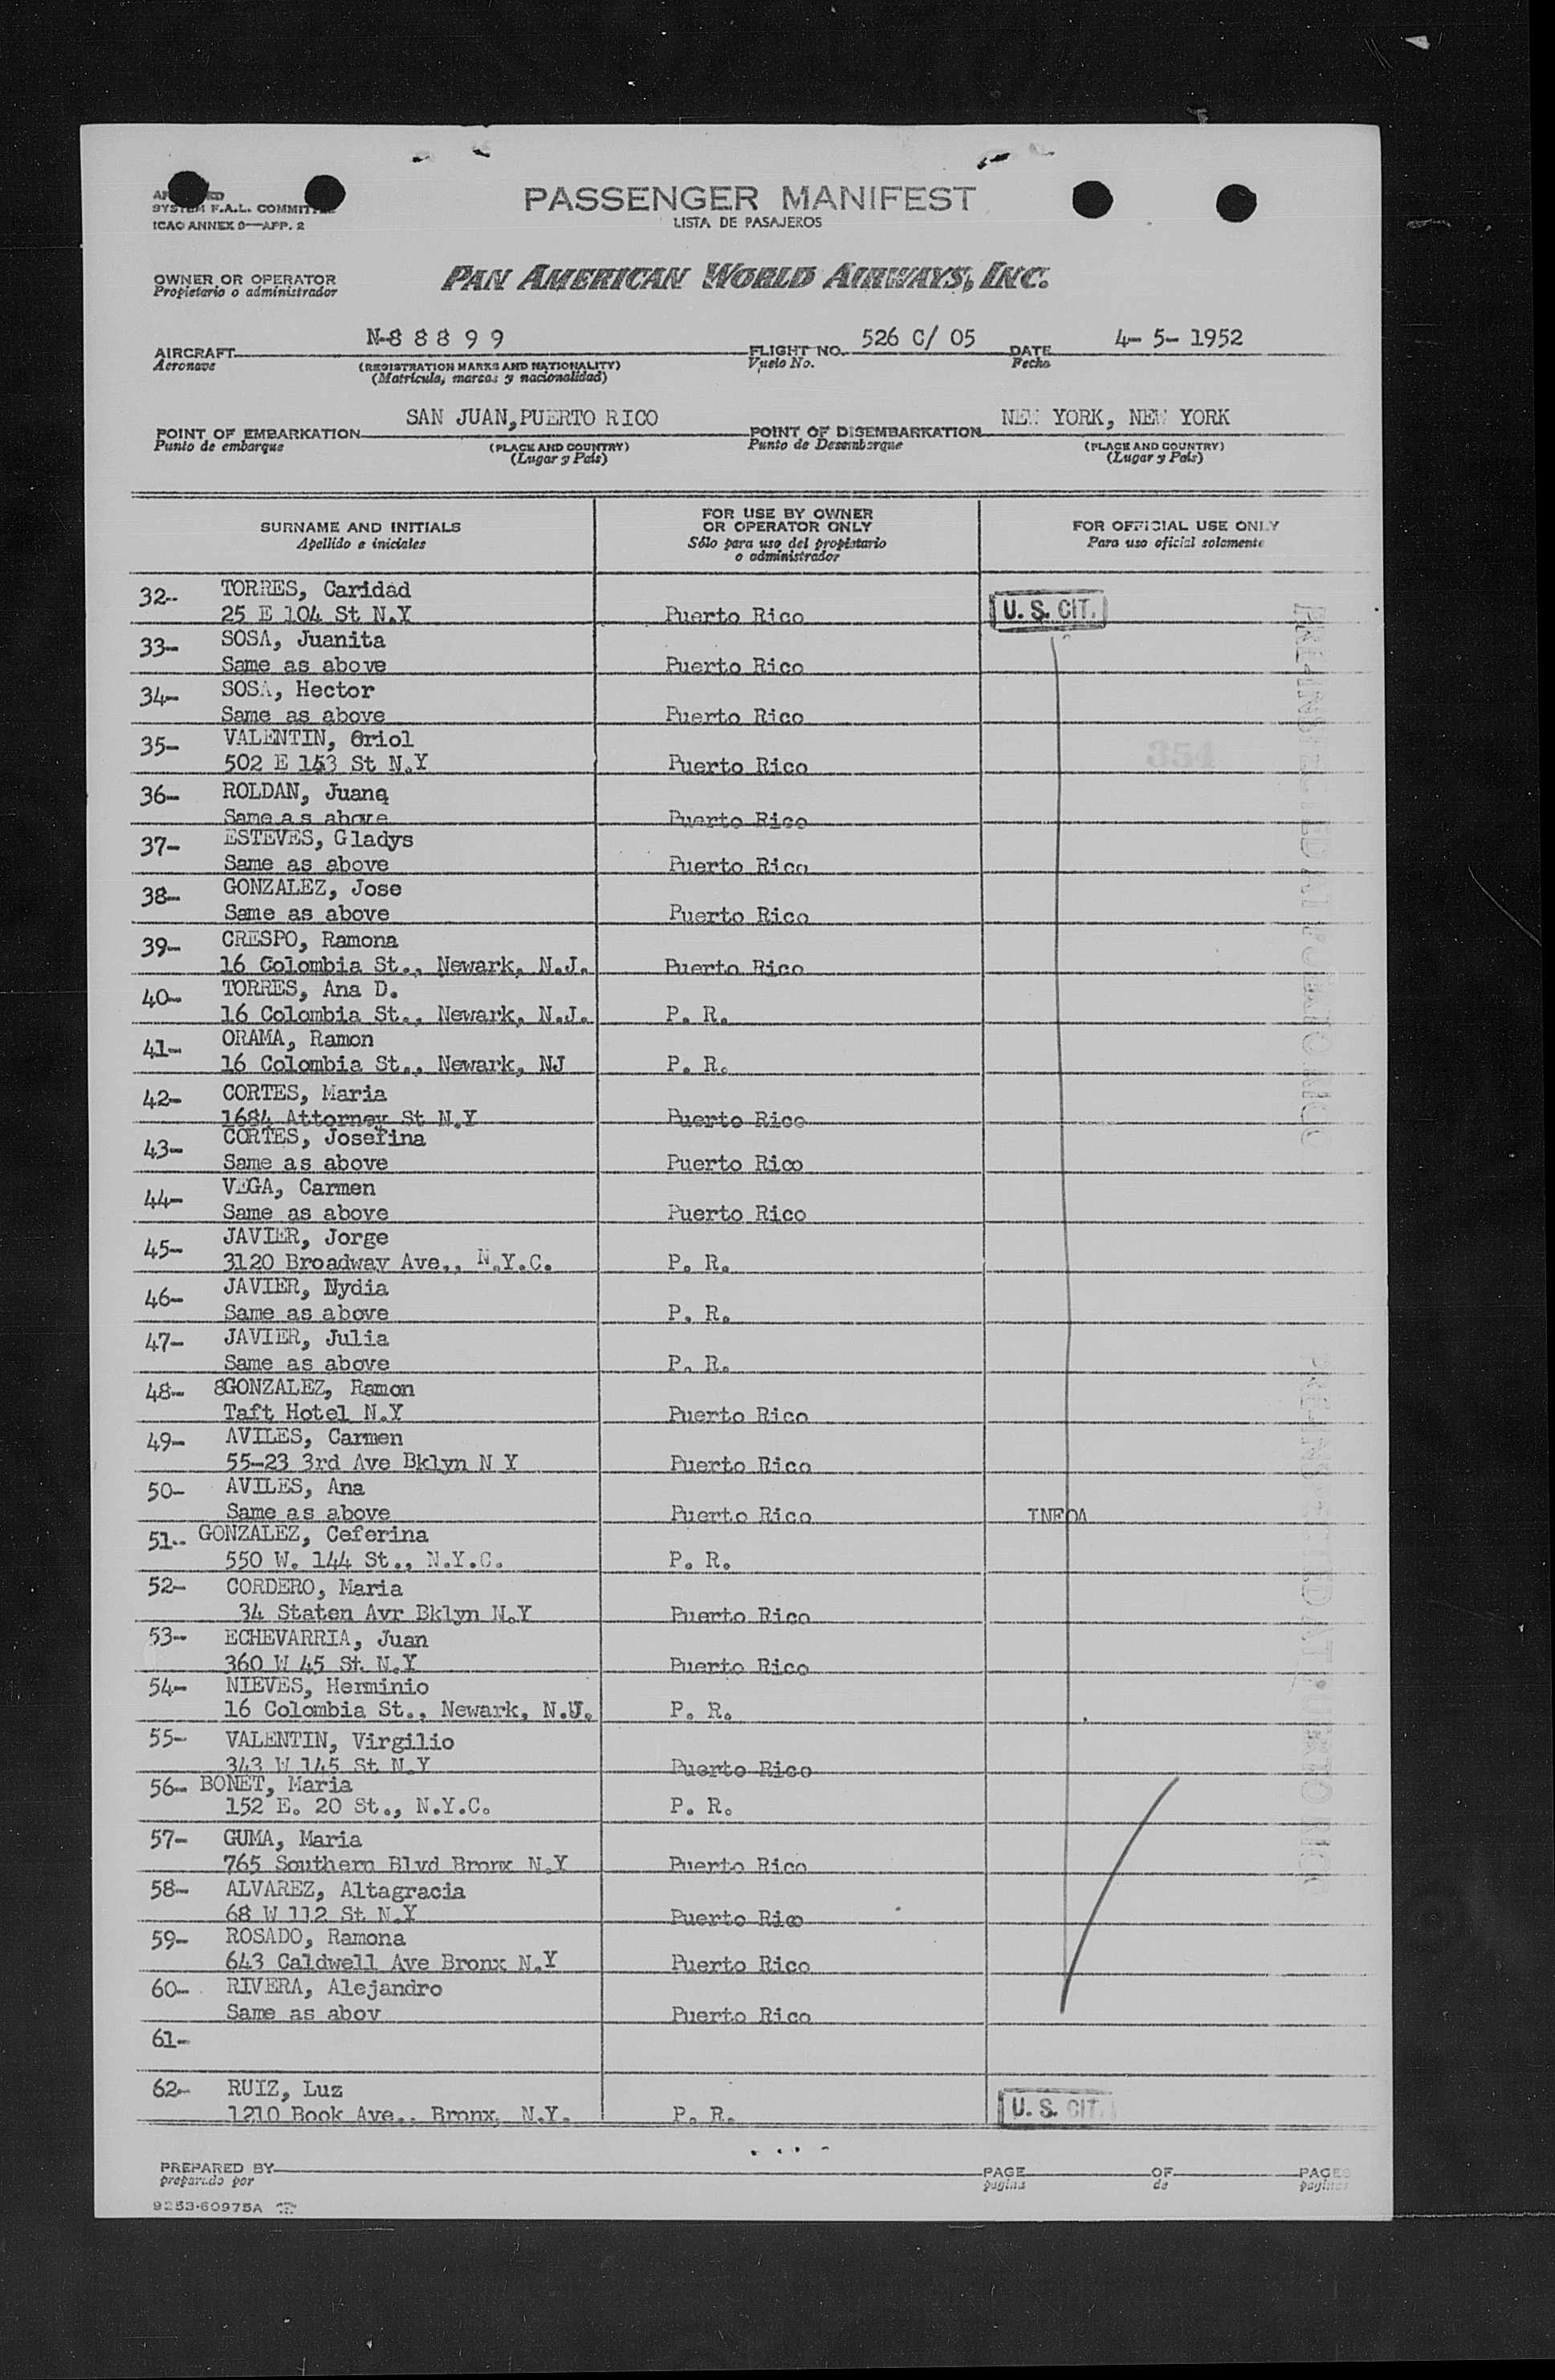 SYSTEM F.A.L. COMMITTEE
ICAO ANNEX 9—APP. 2
PASSENGER MANIFEST
LISTA DE PASAJEROS
OWNER OR OPERATOR
Propietario o administrador
PAN AMERICAN WORLD AIRWAYS, INC.
AIRCRAFT N-8 8 8 9 9 FLIGHT NO. 526 C/ 05 DATE 4- 5- 1952
Aeronave (REGISTRATION MARKS AND NATIONALITY) Vuelo No. Fecha
(Matrícula, marcas y nacionalidad)
POINT OF EMBARKATION SAN JUAN,PUERTO RICO POINT OF DISEMBARKATION NEW YORK, NEW YORK
Punto de embarque (PLACE AND COUNTRY) Punto de Desembarque (PLACE AND COUNTRY)
(Lugar y País) (Lugar y País)
SURNAME AND INITIALS
Apellido e iniciales
FOR USE BY OWNER
OR OPERATOR ONLY
Sólo para uso del propietario
o administrador
FOR OFFICIAL USE ONLY
Para uso oficial solamente
32- TORRES, Caridad
25 E 104 St N.Y Puerto Rico U. S. CIT.
33- SOSA, Juanita
Same as above Puerto Rico
34- SOSA, Hector
Same as above Puerto Rico
35- VALENTIN, Oriol
502 E 143 St N.Y Puerto Rico
354
36- ROLDAN, Juana
Same a s above Puerto Rico
37- ESTEVES, Gladys
Same as above Puerto Rico
38- GONZALEZ, Jose
Same as above Puerto Rico
39- CRESPO, Ramona
16 Colombia St., Newark, N.J. Puerto Rico
40- TORRES, Ana D.
16 Colombia St., Newark, N.J. P. R.
41- ORAMA, Ramon
16 Colombia St., Newark, NJ P. R.
42- CORTES, Maria
1684 Attorney St N.Y Puerto Rico
43- CORTES, Josefina
Same as above Puerto Rico
44- VEGA, Carmen
Same as above Puerto Rico
45- JAVIER, Jorge
3120 Broadway Ave., N.Y.C. P. R.
46- JAVIER, Nydia
Same as above P. R.
47- JAVIER, Julia
Same as above P. R.
48- GONZALEZ, Ramon
Taft Hotel N.Y Puerto Rico
49- AVILES, Carmen
55-23 3rd Ave Bklyn N Y Puerto Rico
50- AVILES, Ana
Same as above Puerto Rico
51- GONZALEZ, Ceferina
550 W. 144 St., N.Y.C. P. R.
52- CORDERO, Maria
34 Staten Avr Bklyn N.Y Puerto Rico
53- ECHEVARRIA, Juan
360 W 45 St. N.Y Puerto Rico
54- NIEVES, Herminio
16 Colombia St., Newark, N.J. P. R.
55- VALENTIN, Virgilio
343 W 145 St N.Y Puerto Rico
56- BONET, Maria
152 E. 20 St., N.Y.C. P. R.
57- GUMA, Maria
765 Southern Blvd Bronx N.Y Puerto Rico
58- ALVAREZ, Altagracia
68 W 112 St N.Y Puerto Rico
59- ROSADO, Ramona
643 Caldwell Ave Bronx N.Y Puerto Rico
60- RIVERA, Alejandro
Same as abov Puerto Rico
61-
62- RUIZ, Luz
1210 Book Ave., Bronx, N.Y. P. R. U. S. CIT.
PREPARED BY PAGE OF PAGES
preparado por pagina de paginas
9253-60975A
PRE-INSPECTED AT PUERTO RICO
PRE-INSPECTED AT PUERTO RICO